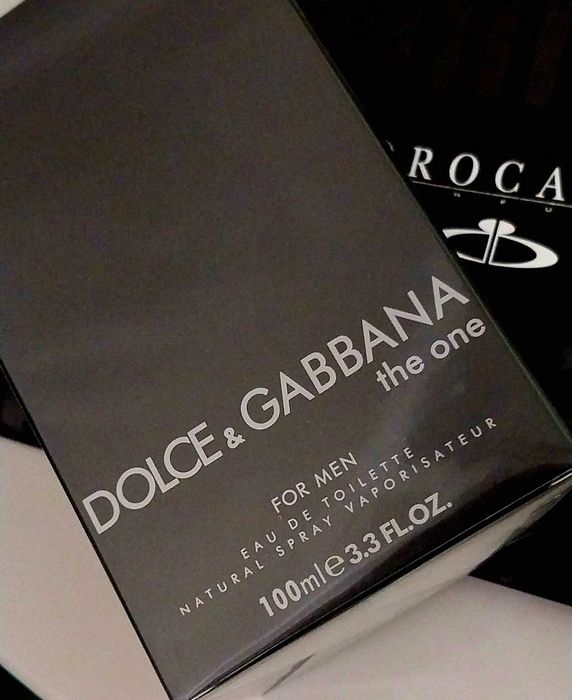 ROCA
DOLCE & GABBANA
the one
FOR MEN
EAU DE TOILETTE
NATURAL SPRAY VAPORISATEUR
100ml℮3.3 FL.OZ.